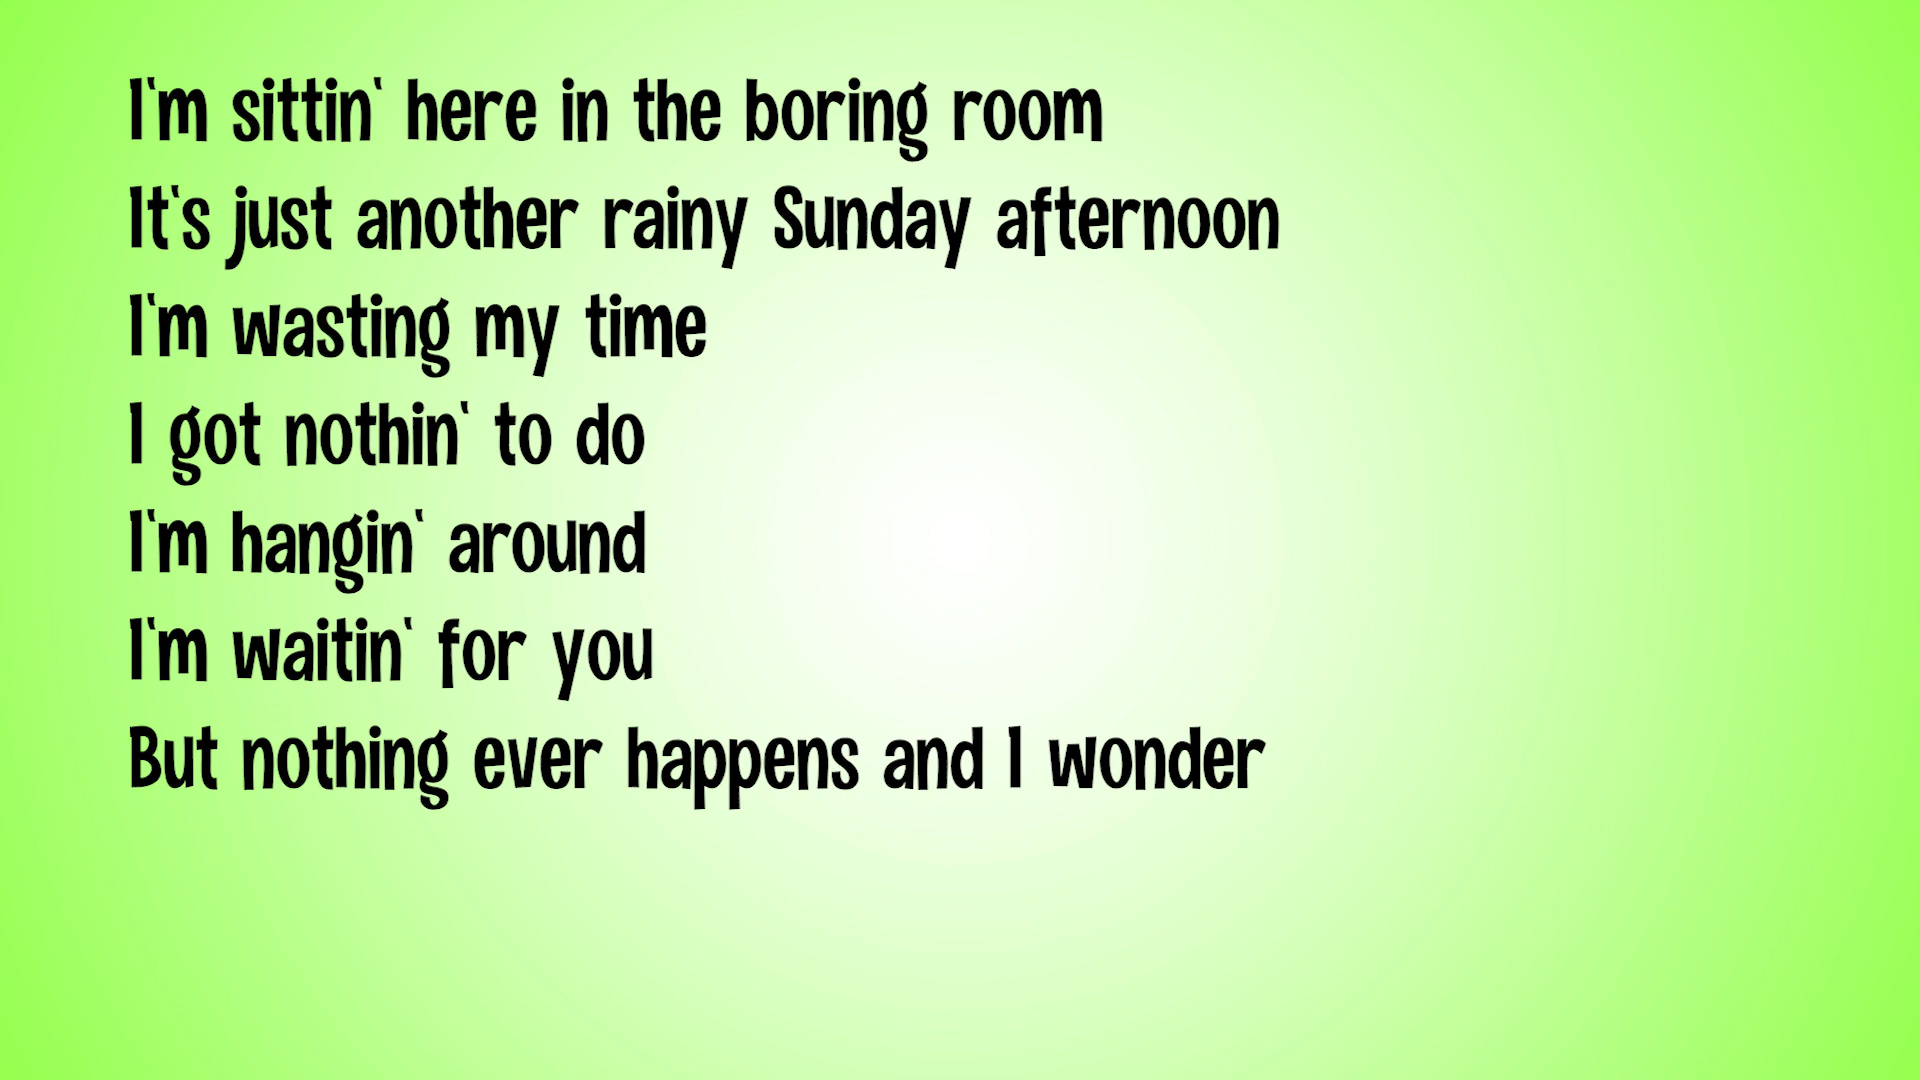 I'm sittin' here in the boring room
It's just another rainy Sunday afternoon
I'm wasting my time
I got nothin' to do
I'm hangin' around
I'm waitin' for you
But nothing ever happens and I wonder